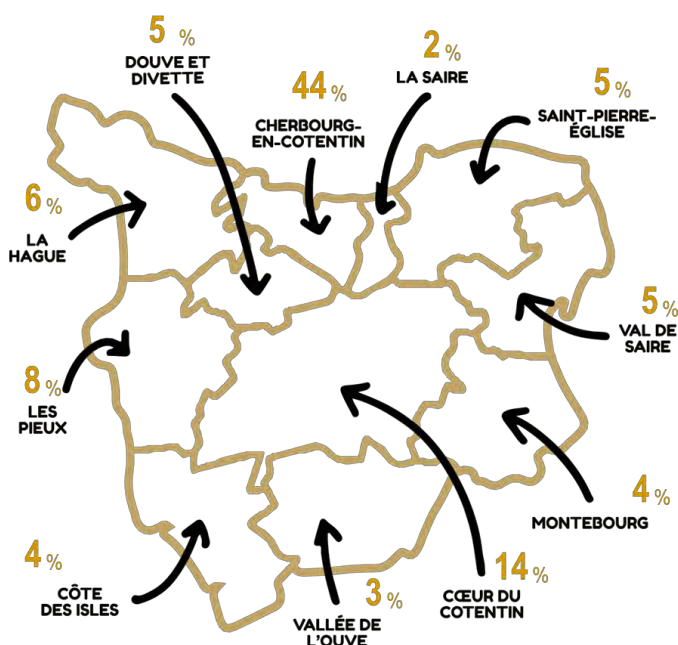 5 %
DOUVE ET
DIVETTE
44 %
CHERBOURG-
EN-COTENTIN
2 %
LA SAIRE
5 %
SAINT-PIERRE-
ÉGLISE
6 %
LA
HAGUE
5 %
VAL DE
SAIRE
8 %
LES
PIEUX
4 %
MONTEBOURG
4 %
CÔTE
DES ISLES
3 %
VALLÉE DE
L'OUVE
14 %
CŒUR DU
COTENTIN